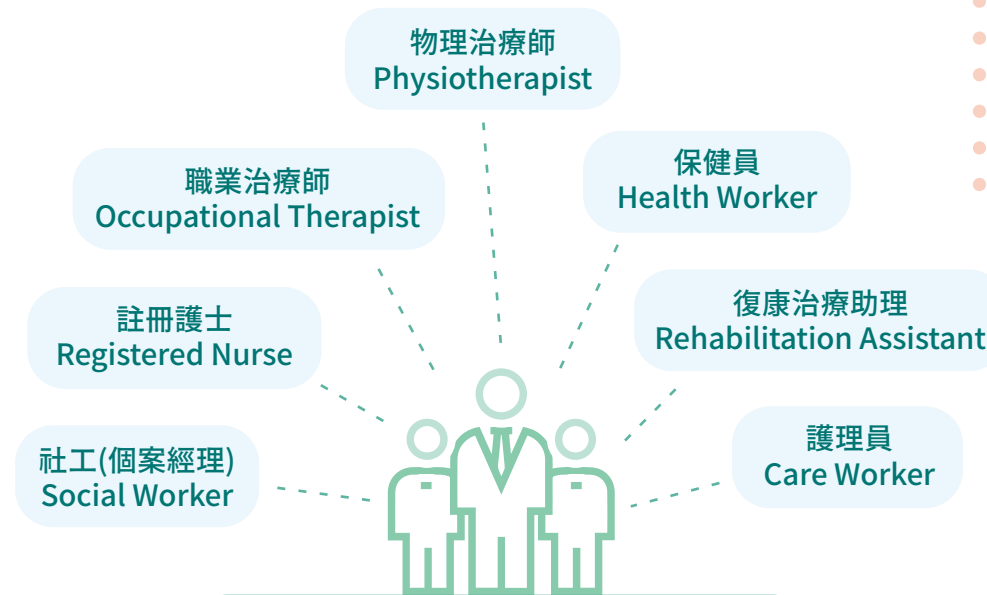 物理治療師
Physiotherapist
職業治療師
Occupational Therapist
保健員
Health Worker
註冊護士
Registered Nurse
復康治療助理
Rehabilitation Assistant
社工(個案經理)
Social Worker
護理員
Care Worker